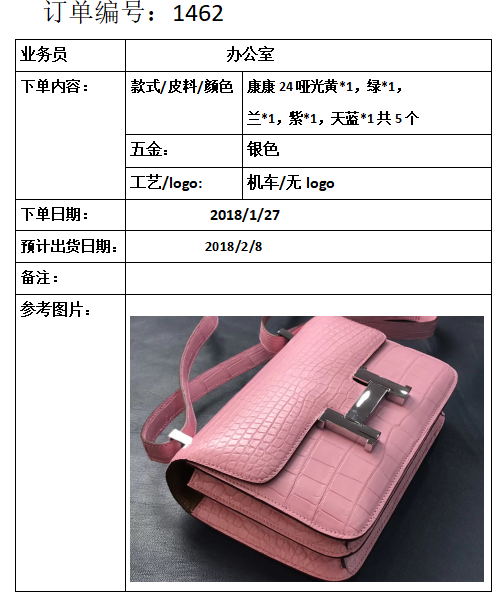 订单编号：1462
业务员 办公室
下单内容： 款式/皮料/颜色 康康 24 哑光黄*1，绿*1，
兰*1，紫*1，天蓝*1 共 5 个
五金： 银色
工艺/logo: 机车/无 logo
下单日期： 2018/1/27
预计出货日期： 2018/2/8
备注：
参考图片：